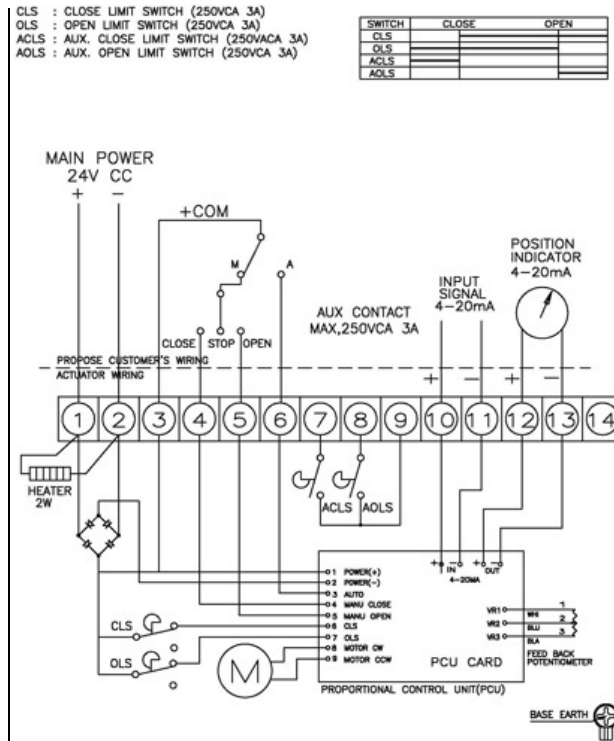 CLS : CLOSE LIMIT SWITCH (250VCA 3A)
OLS : OPEN LIMIT SWITCH (250VCA 3A)
ACLS : AUX. CLOSE LIMIT SWITCH (250VACA 3A)
AOLS : AUX. OPEN LIMIT SWITCH (250VCA 3A)
SWITCH CLOSE OPEN
CLS
OLS
ACLS
AOLS
MAIN POWER
24V CC
+ -
+COM
M A
CLOSE STOP OPEN
AUX CONTACT
MAX,250VCA 3A
INPUT
SIGNAL
4-20mA
POSITION
INDICATOR
4-20mA
PROPOSE CUSTOMER'S WIRING
ACTUATOR WIRING
+ - + -
1 2 3 4 5 6 7 8 9 10 11 12 13 14
HEATER
2W
ACLS AOLS
+ - + -
IN OUT
4-20MA
1 POWER(+)
2 POWER(-)
3 AUTO
4 MANU CLOSE
5 MANU OPEN
6 CLS
7 OLS
8 MOTOR CW
9 MOTOR CCW
CLS
OLS
M
VR1 1
WHI
VR2 2
BLU
VR3 3
BLA
FEED BACK
POTENTIOMETER
PCU CARD
PROPORTIONAL CONTROL UNIT(PCU)
BASE EARTH